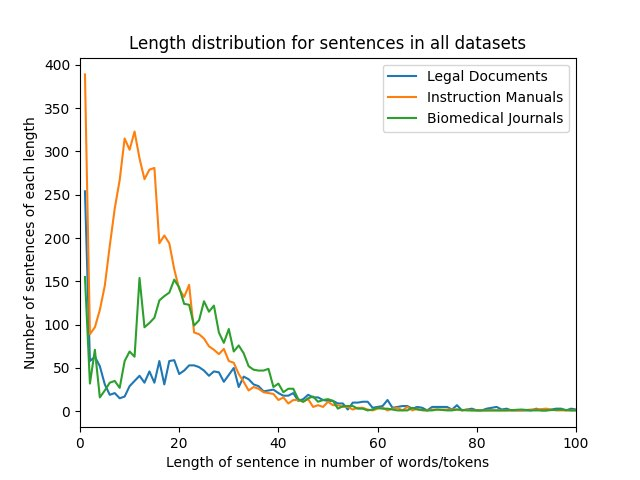 Length distribution for sentences in all datasets
Legal Documents
Instruction Manuals
Biomedical Journals
Number of sentences of each length
400
350
300
250
200
150
100
50
0
0 20 40 60 80 100
Length of sentence in number of words/tokens